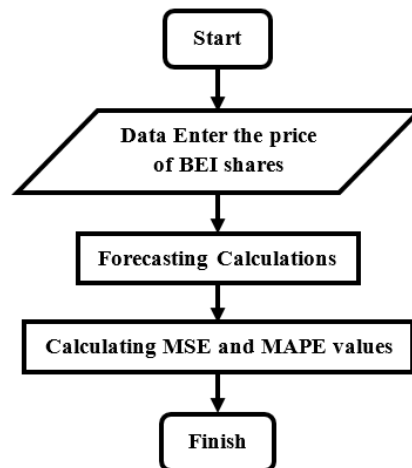 Start
Data Enter the price
of BEI shares
Forecasting Calculations
Calculating MSE and MAPE values
Finish